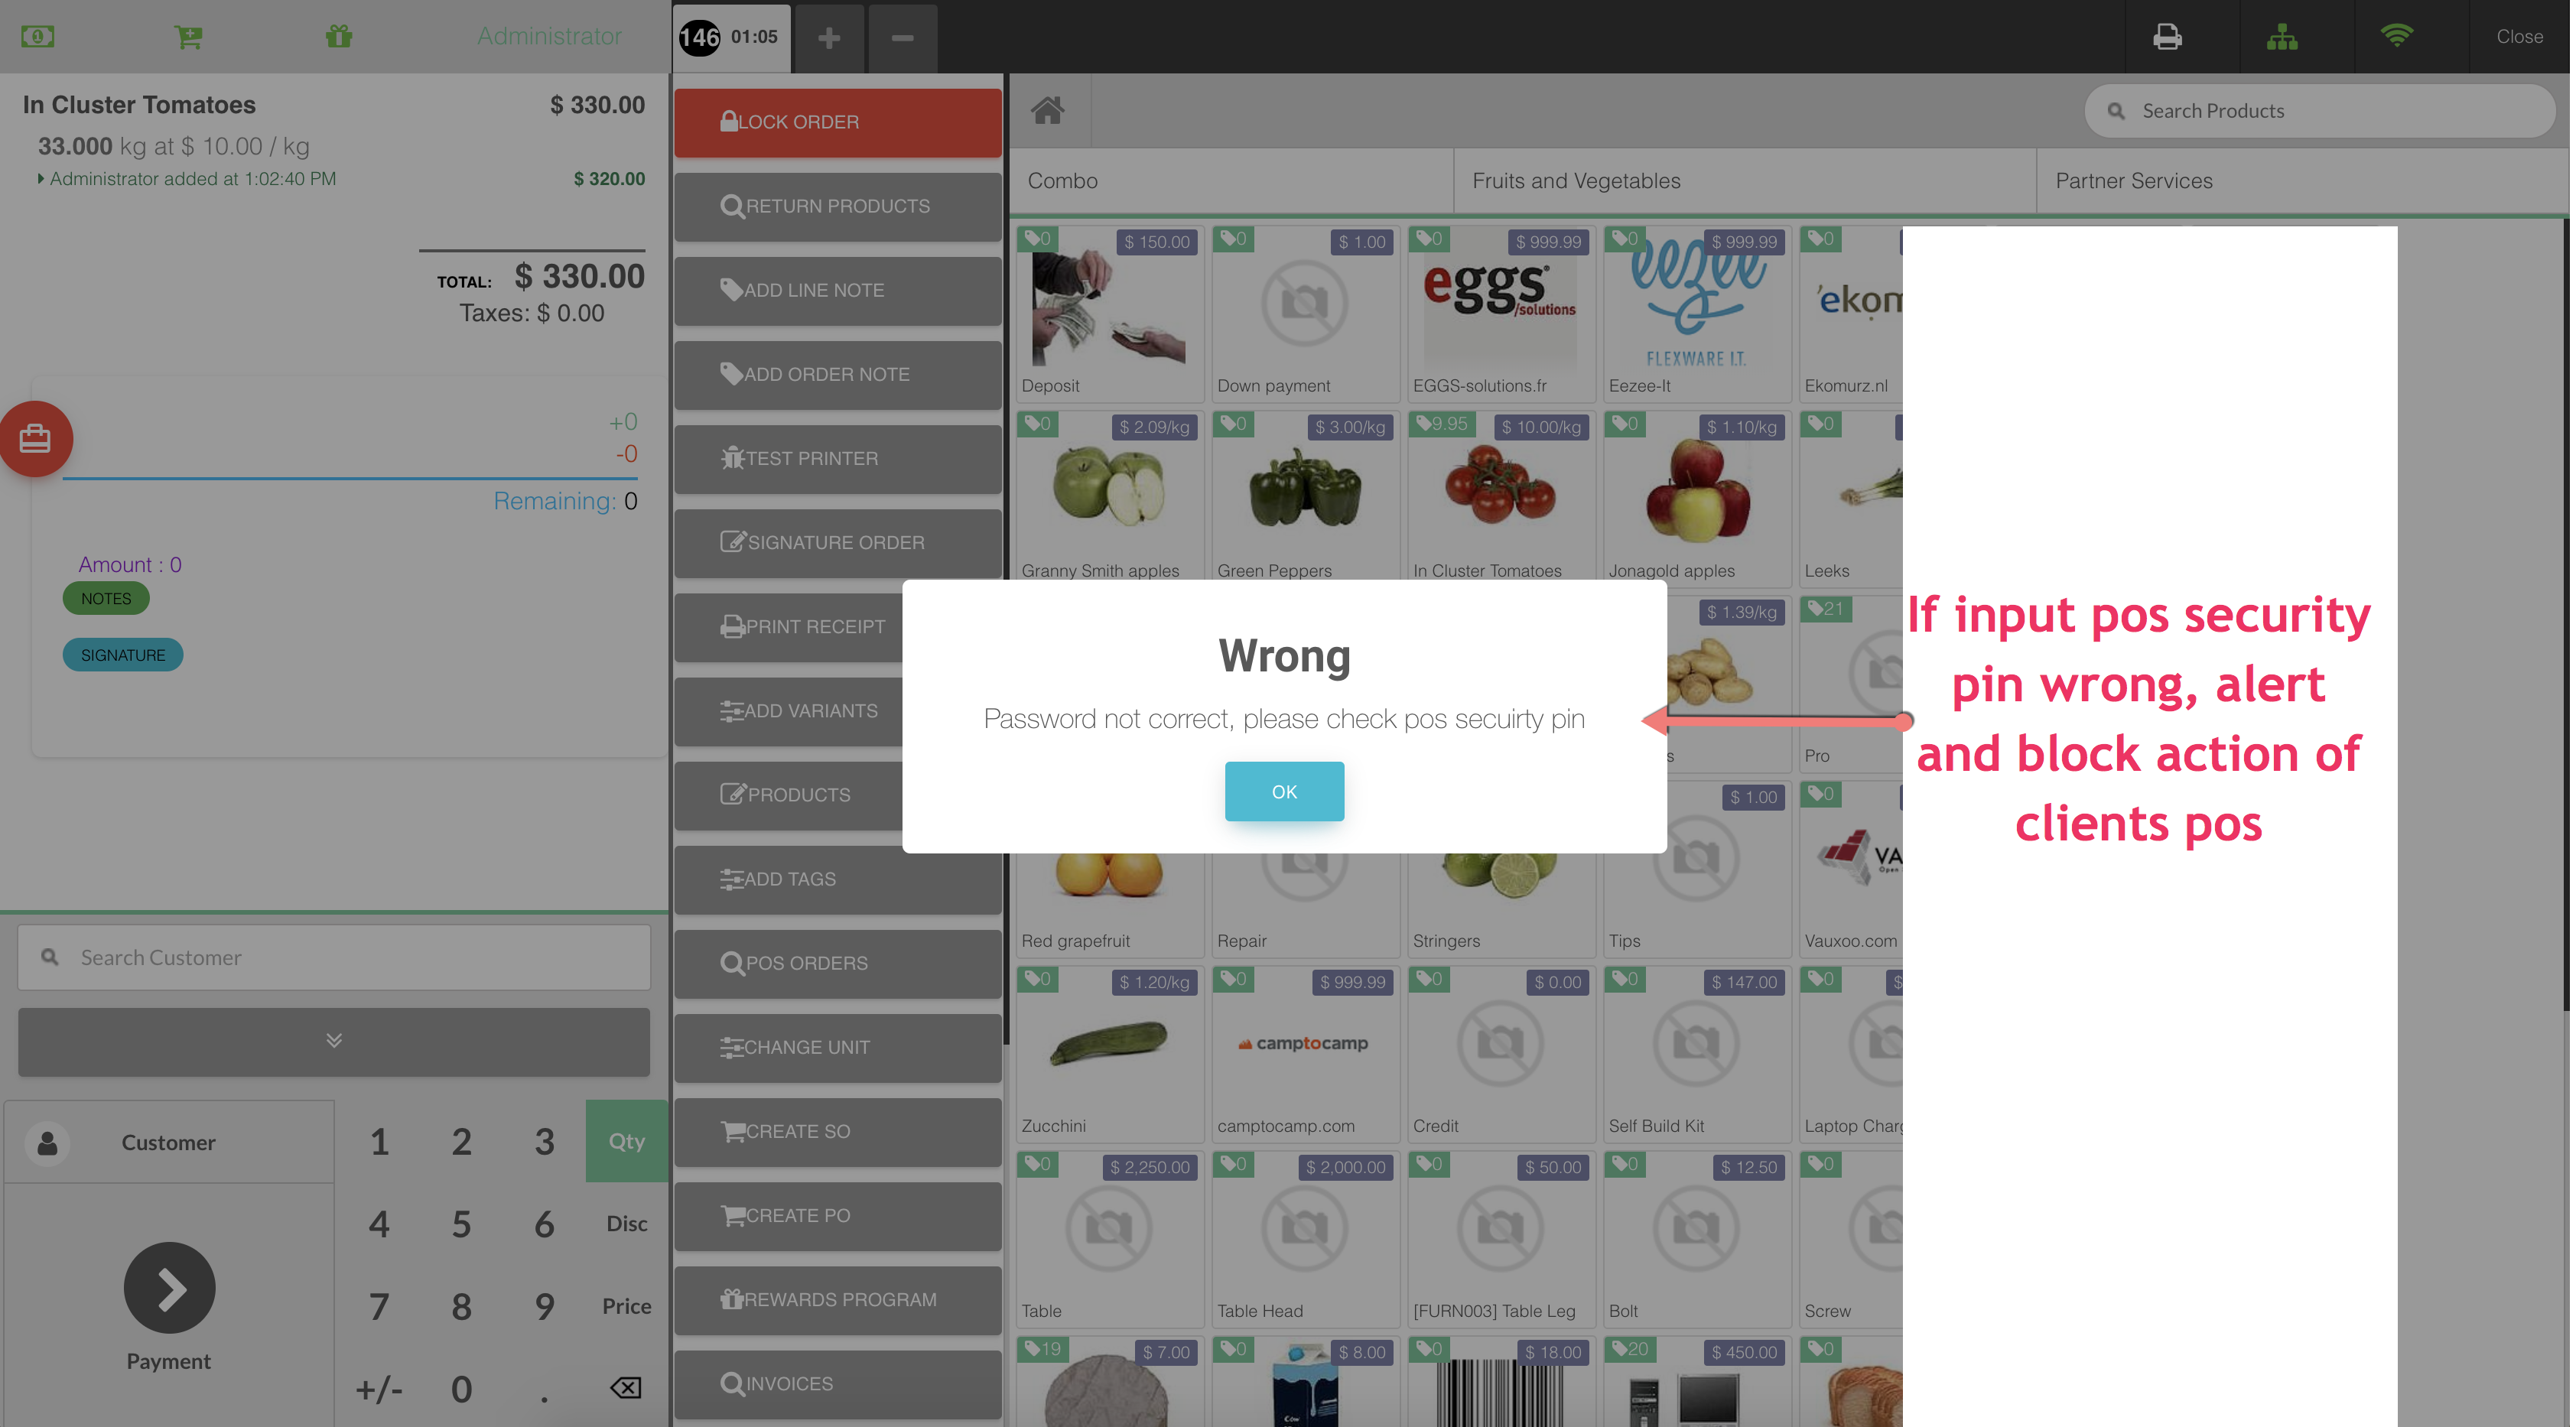 Administrator
146 01:05
Close
In Cluster Tomatoes $ 330.00
33.000 kg at $ 10.00 / kg
Administrator added at 1:02:40 PM $ 320.00
TOTAL: $ 330.00
Taxes: $ 0.00
+0
-0
Remaining: 0
Amount : 0
NOTES
SIGNATURE
Search Customer
Customer
Payment
1 2 3 Qty
4 5 6 Disc
7 8 9 Price
+/- 0 .
LOCK ORDER
RETURN PRODUCTS
ADD LINE NOTE
ADD ORDER NOTE
TEST PRINTER
SIGNATURE ORDER
PRINT RECEIPT
ADD VARIANTS
PRODUCTS
ADD TAGS
POS ORDERS
CHANGE UNIT
CREATE SO
CREATE PO
REWARDS PROGRAM
INVOICES
Search Products
Combo Fruits and Vegetables Partner Services
0 $ 150.00 0 $ 1.00 0 $ 999.99 0 $ 999.99 0
eggs /solutions
eezee
FLEXWARE I.T.
'ekom
Deposit Down payment EGGS-solutions.fr Eezee-It Ekomurz.nl
0 $ 2.09/kg 0 $ 3.00/kg 9.95 $ 10.00/kg 0 $ 1.10/kg 0
Granny Smith apples Green Peppers In Cluster Tomatoes Jonagold apples Leeks
$ 1.39/kg 21
s Pro
$ 1.00 0
VA
Open
Red grapefruit Repair Stringers Tips Vauxoo.com
0 $ 1.20/kg 0 $ 999.99 0 $ 0.00 0 $ 147.00 0 $
camptocamp
Zucchini camptocamp.com Credit Self Build Kit Laptop Charg
0 $ 2,250.00 0 $ 2,000.00 0 $ 50.00 0 $ 12.50 0
Table Table Head [FURN003] Table Leg Bolt Screw
19 $ 7.00 0 $ 8.00 0 $ 18.00 20 $ 450.00 0
Wrong
Password not correct, please check pos secuirty pin
OK
If input pos security
pin wrong, alert
and block action of
clients pos